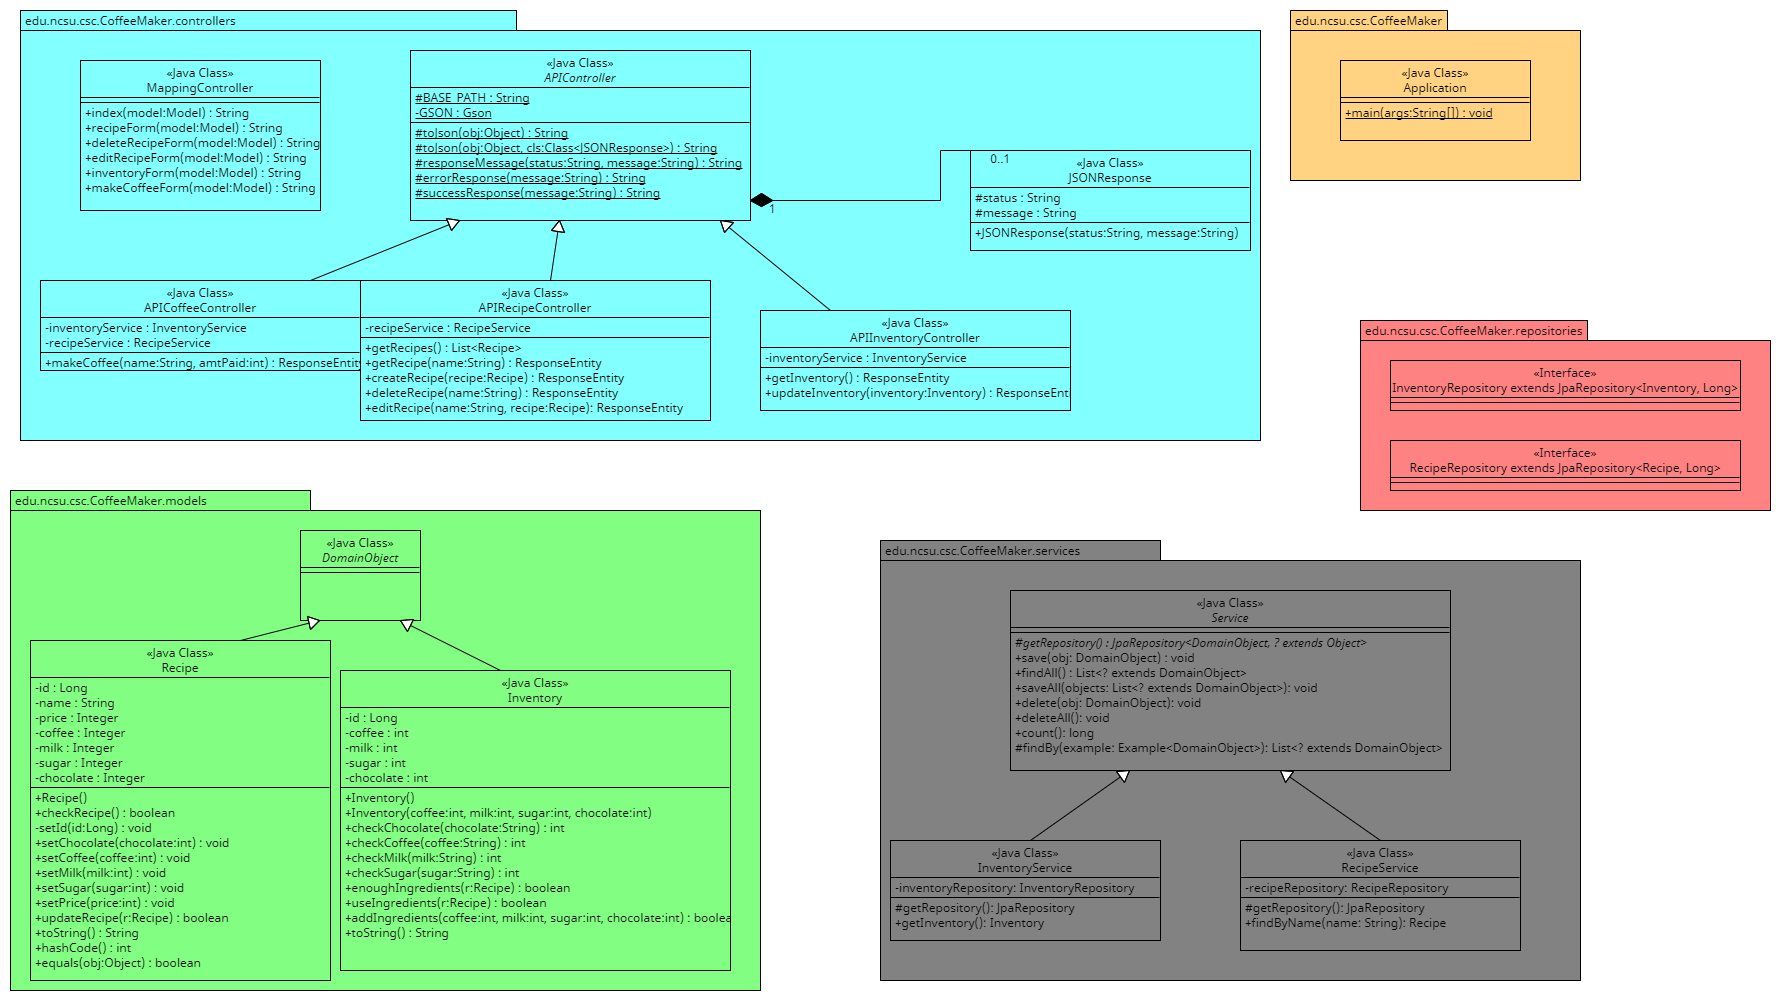 edu.ncsu.csc.CoffeeMaker.controllers
«Java Class»
MappingController
+index(model:Model) : String
+recipeForm(model:Model) : String
+deleteRecipeForm(model:Model) : String
+editRecipeForm(model:Model) : String
+inventoryForm(model:Model) : String
+makeCoffeeForm(model:Model) : String
«Java Class»
APIController
#BASE_PATH : String
-GSON : Gson
#toJson(obj:Object) : String
#toJson(obj:Object, cls:Class<JSONResponse>) : String
#responseMessage(status:String, message:String) : String
#errorResponse(message:String) : String
#successResponse(message:String) : String
1
0..1
«Java Class»
JSONResponse
#status : String
#message : String
+JSONResponse(status:String, message:String)
«Java Class»
APICoffeeController
-inventoryService : InventoryService
-recipeService : RecipeService
+makeCoffee(name:String, amtPaid:int) : ResponseEntit
«Java Class»
APIRecipeController
-recipeService : RecipeService
+getRecipes() : List<Recipe>
+getRecipe(name:String) : ResponseEntity
+createRecipe(recipe:Recipe) : ResponseEntity
+deleteRecipe(name:String) : ResponseEntity
+editRecipe(name:String, recipe:Recipe): ResponseEntity
«Java Class»
APIInventoryController
-inventoryService : InventoryService
+getInventory() : ResponseEntity
+updateInventory(inventory:Inventory) : ResponseEnt
edu.ncsu.csc.CoffeeMaker
«Java Class»
Application
+main(args:String[]) : void
edu.ncsu.csc.CoffeeMaker.repositories
«Interface»
InventoryRepository extends JpaRepository<Inventory, Long>
«Interface»
RecipeRepository extends JpaRepository<Recipe, Long>
edu.ncsu.csc.CoffeeMaker.models
«Java Class»
DomainObject
«Java Class»
Recipe
-id : Long
-name : String
-price : Integer
-coffee : Integer
-milk : Integer
-sugar : Integer
-chocolate : Integer
+Recipe()
+checkRecipe() : boolean
-setId(id:Long) : void
+setChocolate(chocolate:int) : void
+setCoffee(coffee:int) : void
+setMilk(milk:int) : void
+setSugar(sugar:int) : void
+setPrice(price:int) : void
+updateRecipe(r:Recipe) : boolean
+toString() : String
+hashCode() : int
+equals(obj:Object) : boolean
«Java Class»
Inventory
-id : Long
-coffee : int
-milk : int
-sugar : int
-chocolate : int
+Inventory()
+Inventory(coffee:int, milk:int, sugar:int, chocolate:int)
+checkChocolate(chocolate:String) : int
+checkCoffee(coffee:String) : int
+checkMilk(milk:String) : int
+checkSugar(sugar:String) : int
+enoughIngredients(r:Recipe) : boolean
+useIngredients(r:Recipe) : boolean
+addIngredients(coffee:int, milk:int, sugar:int, chocolate:int) : boolea
+toString() : String
edu.ncsu.csc.CoffeeMaker.services
«Java Class»
Service
#getRepository() : JpaRepository<DomainObject, ? extends Object>
+save(obj: DomainObject) : void
+findAll() : List<? extends DomainObject>
+saveAll(objects: List<? extends DomainObject>): void
+delete(obj: DomainObject): void
+deleteAll(): void
+count(): long
#findBy(example: Example<DomainObject>): List<? extends DomainObject>
«Java Class»
InventoryService
-inventoryRepository: InventoryRepository
#getRepository(): JpaRepository
+getInventory(): Inventory
«Java Class»
RecipeService
-recipeRepository: RecipeRepository
#getRepository(): JpaRepository
+findByName(name: String): Recipe